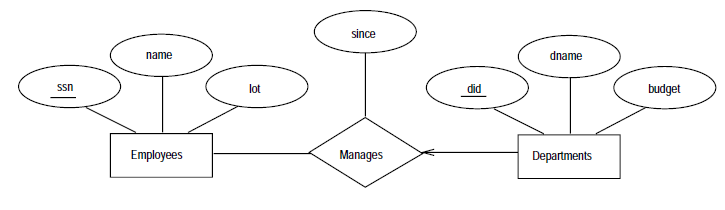 since
name
dname
ssn
lot
did
budget
Employees
Manages
Departments